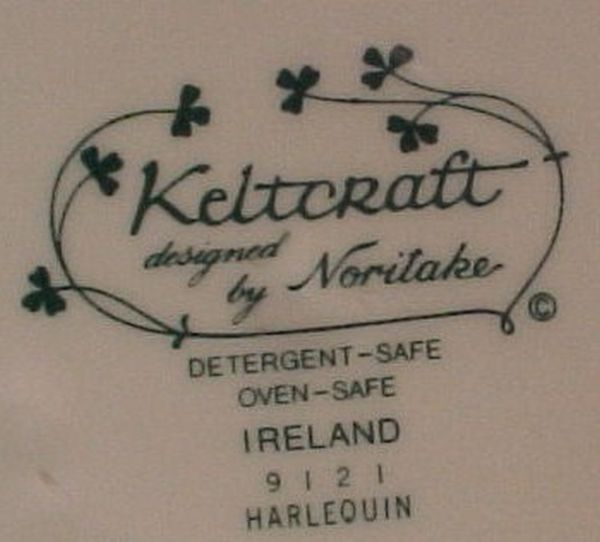 Keltcraft
designed
by Noritake
©
DETERGENT-SAFE
OVEN-SAFE
IRELAND
9121
HARLEQUIN